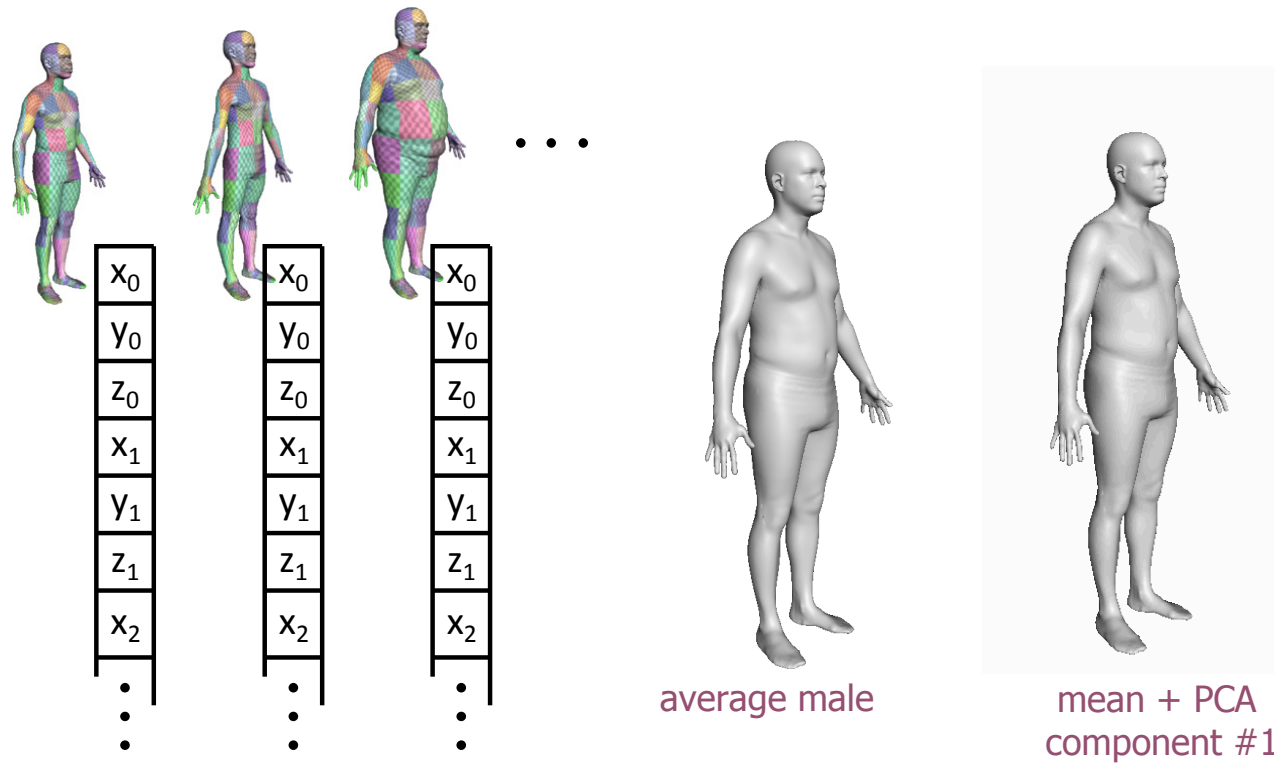 x₀ x₀ x₀
y₀ y₀ y₀
z₀ z₀ z₀
x₁ x₁ x₁
y₁ y₁ y₁
z₁ z₁ z₁
x₂ x₂ x₂
average male
mean + PCA
component #1